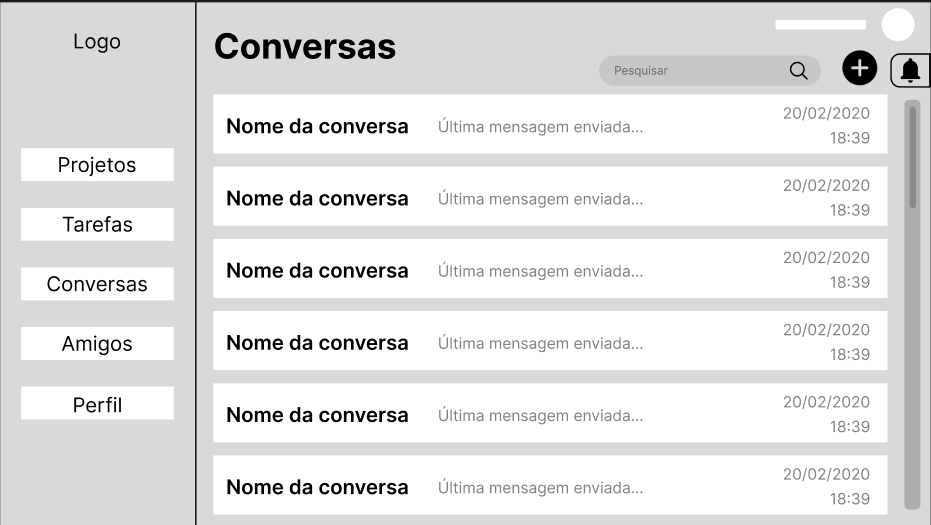 Logo
Projetos
Tarefas
Conversas
Amigos
Perfil
Conversas
Pesquisar
Nome da conversa
Última mensagem enviada...
20/02/2020
18:39
Nome da conversa
Última mensagem enviada...
20/02/2020
18:39
Nome da conversa
Última mensagem enviada...
20/02/2020
18:39
Nome da conversa
Última mensagem enviada...
20/02/2020
18:39
Nome da conversa
Última mensagem enviada...
20/02/2020
18:39
Nome da conversa
Última mensagem enviada...
20/02/2020
18:39